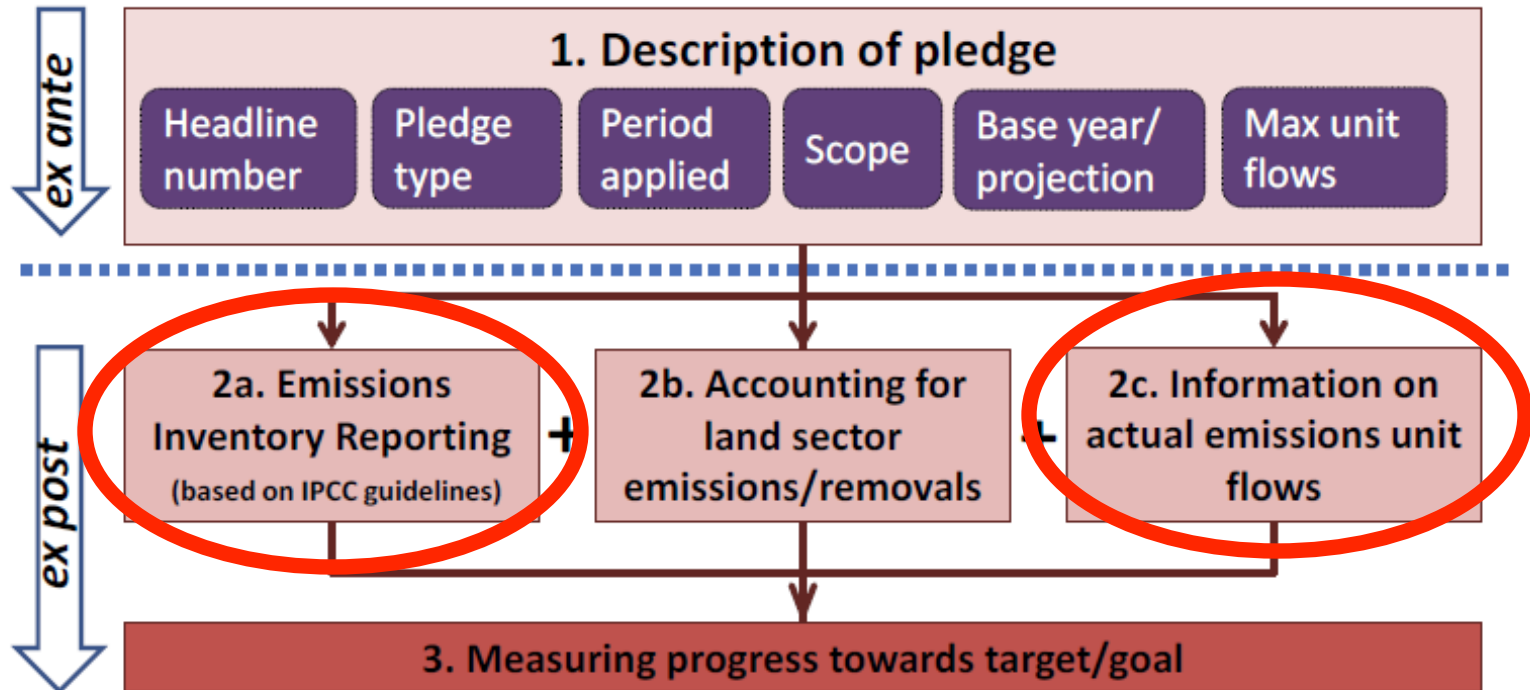 ex ante
1. Description of pledge
Headline
number
Pledge
type
Period
applied
Scope
Base year/
projection
Max unit
flows
ex post
2a. Emissions
Inventory Reporting
(based on IPCC guidelines)
+
2b. Accounting for
land sector
emissions/removals
+
2c. Information on
actual emissions unit
flows
3. Measuring progress towards target/goal